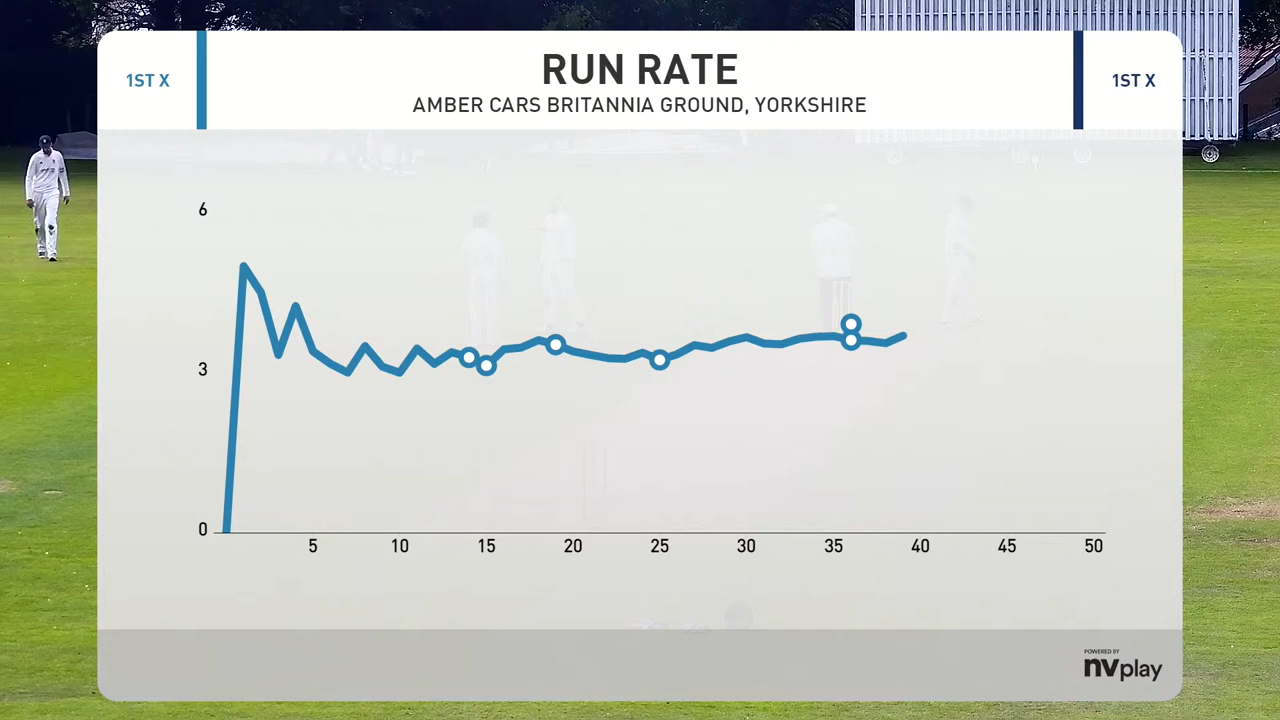 1ST X
RUN RATE
AMBER CARS BRITANNIA GROUND, YORKSHIRE
1ST X
6
3
0
5 10 15 20 25 30 35 40 45 50
POWERED BY
nvplay